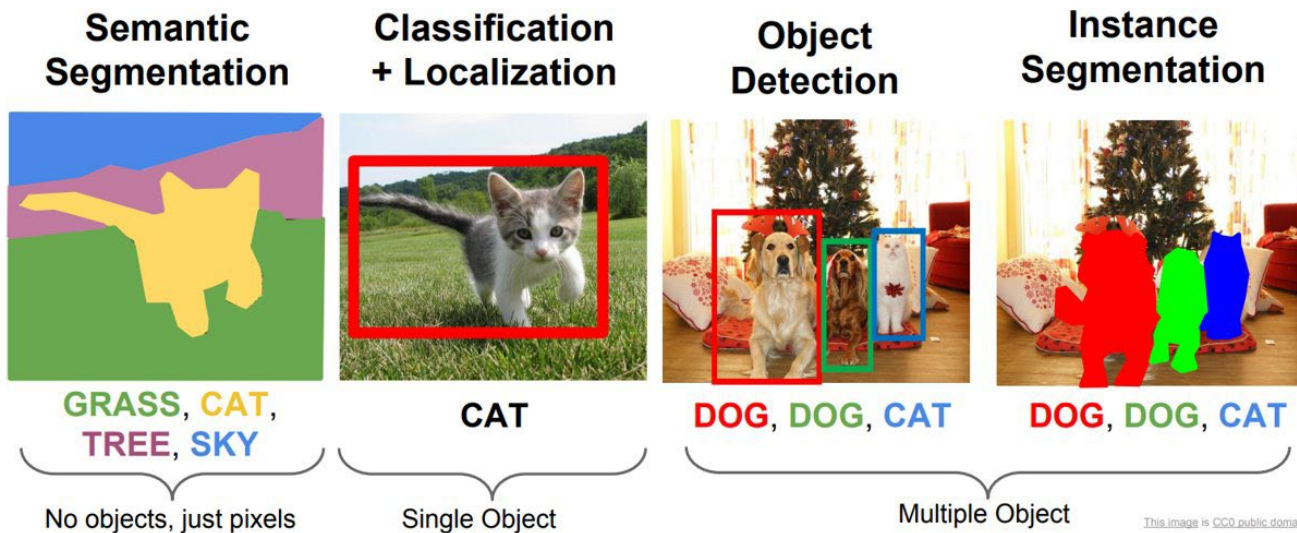 Semantic
Segmentation
Classification
+ Localization
Object
Detection
Instance
Segmentation
GRASS, CAT,
TREE, SKY
CAT
DOG, DOG, CAT
DOG, DOG, CAT
No objects, just pixels
Single Object
Multiple Object
This image is CC0 public doma